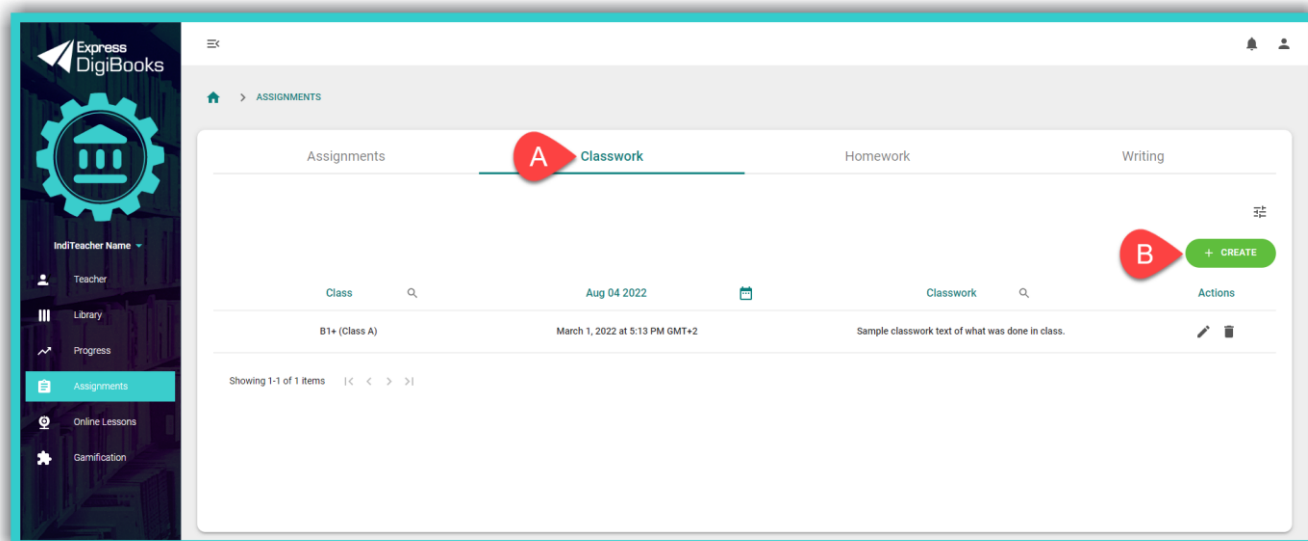 Express
DigiBooks
> ASSIGNMENTS
Assignments Classwork Homework Writing
A
IndiTeacher Name
+ CREATE
B
Teacher
Class Aug 04 2022 Classwork Actions
Library
B1+ (Class A) March 1, 2022 at 5:13 PM GMT+2 Sample classwork text of what was done in class.
Progress
Showing 1-1 of 1 items |< < > >|
Assignments
Online Lessons
Gamification